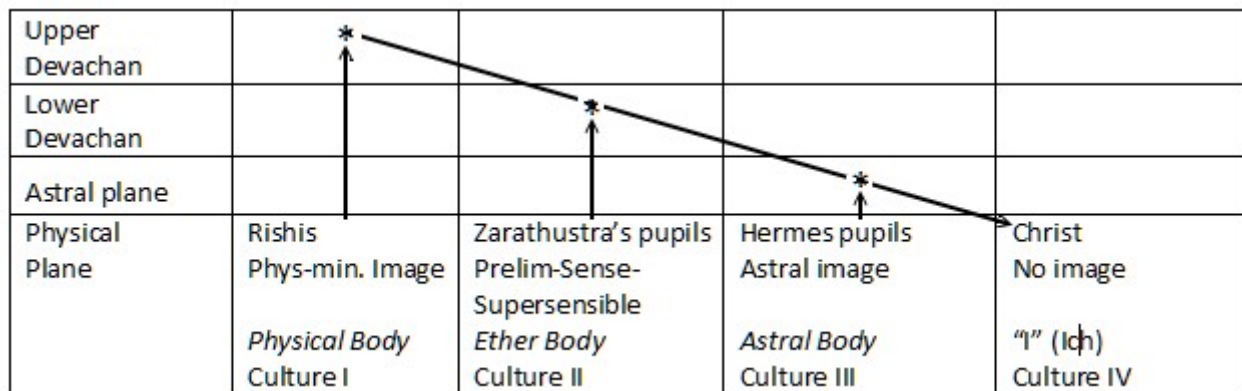 Upper
Devachan
*
Lower
Devachan
*
Astral plane
*
Physical
Plane
Rishis
Phys-min. Image
Physical Body
Culture I
Zarathustra’s pupils
Prelim-Sense-
Supersensible
Ether Body
Culture II
Hermes pupils
Astral image
Astral Body
Culture III
Christ
No image
“I” (Ich)
Culture IV